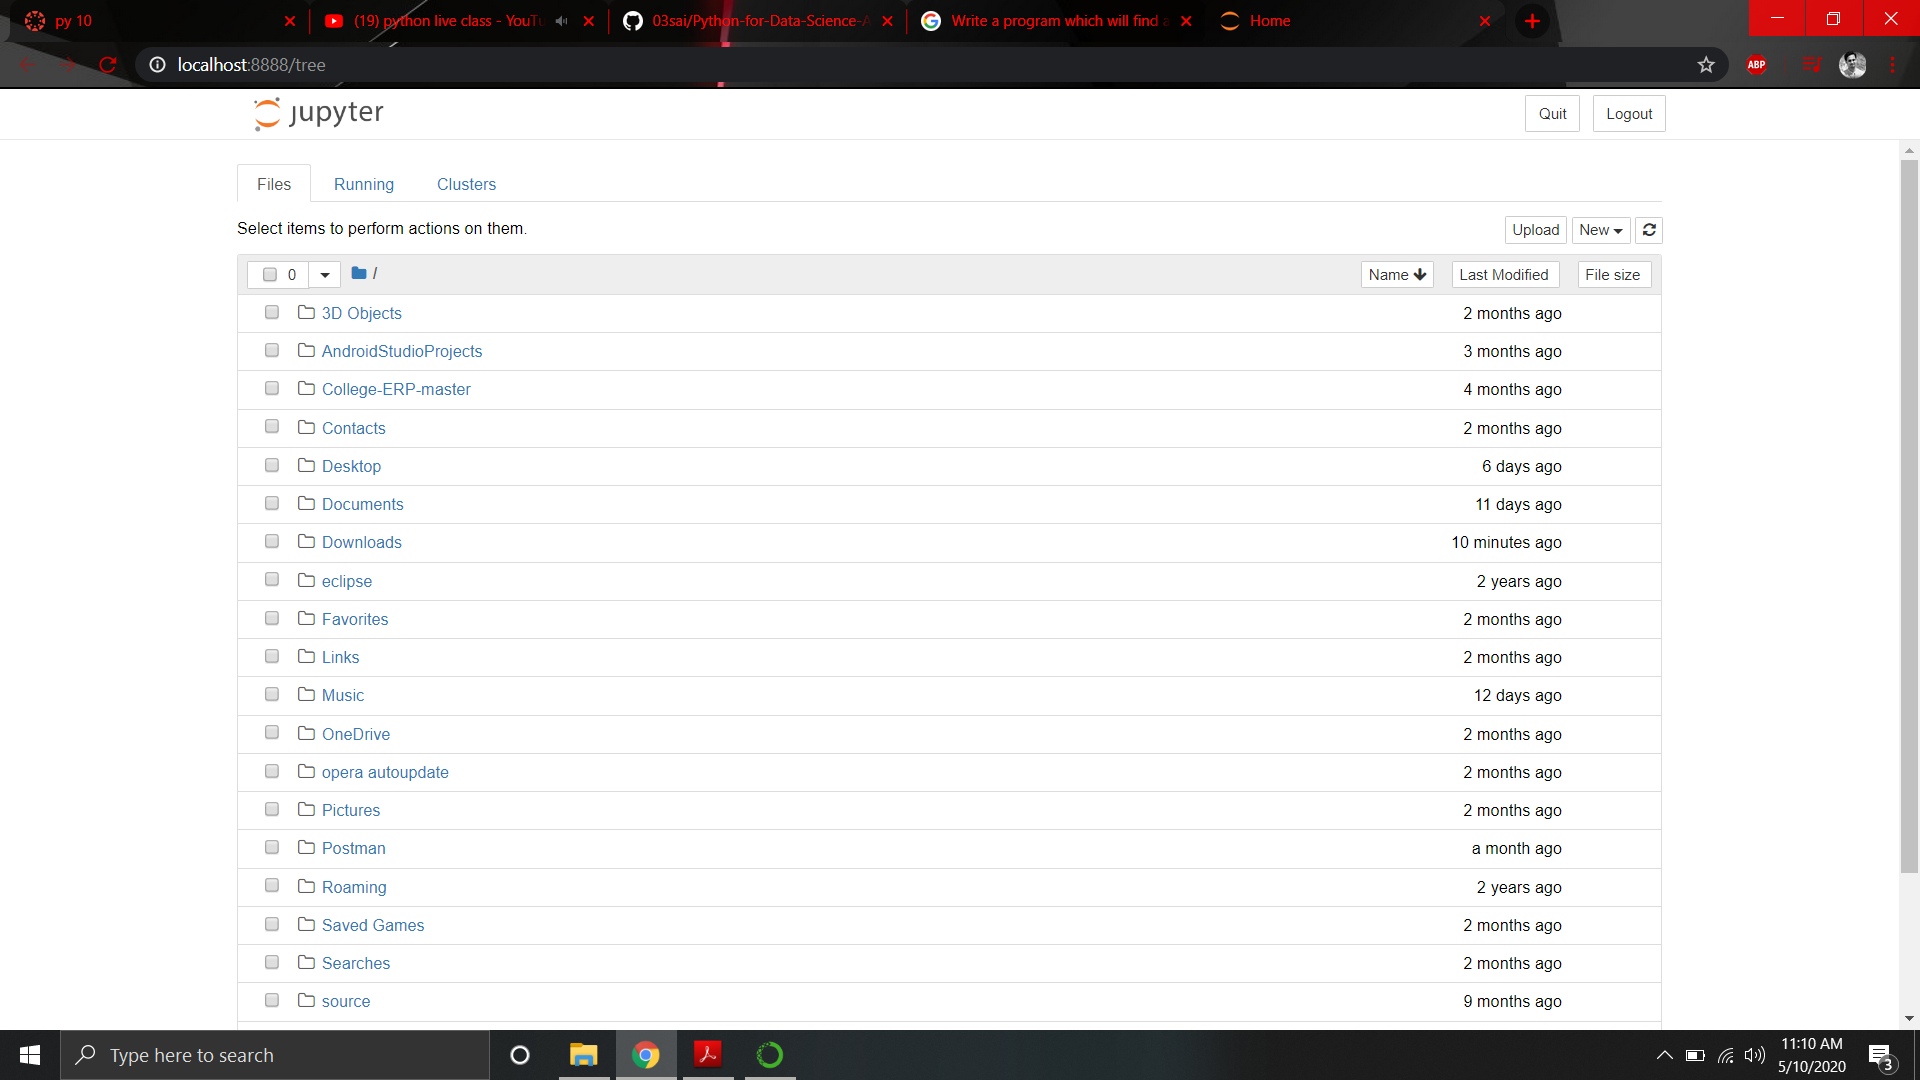 py 10
(19) python live class - YouTu
03sai/Python-for-Data-Science-A
Write a program which will find a
Home
localhost:8888/tree
ABP
jupyter
Quit
Logout
Files
Running
Clusters
Select items to perform actions on them.
Upload
New
0
/
Name
Last Modified
File size
3D Objects 2 months ago
AndroidStudioProjects 3 months ago
College-ERP-master 4 months ago
Contacts 2 months ago
Desktop 6 days ago
Documents 11 days ago
Downloads 10 minutes ago
eclipse 2 years ago
Favorites 2 months ago
Links 2 months ago
Music 12 days ago
OneDrive 2 months ago
opera autoupdate 2 months ago
Pictures 2 months ago
Postman a month ago
Roaming 2 years ago
Saved Games 2 months ago
Searches 2 months ago
source 9 months ago
Type here to search
11:10 AM
5/10/2020
3